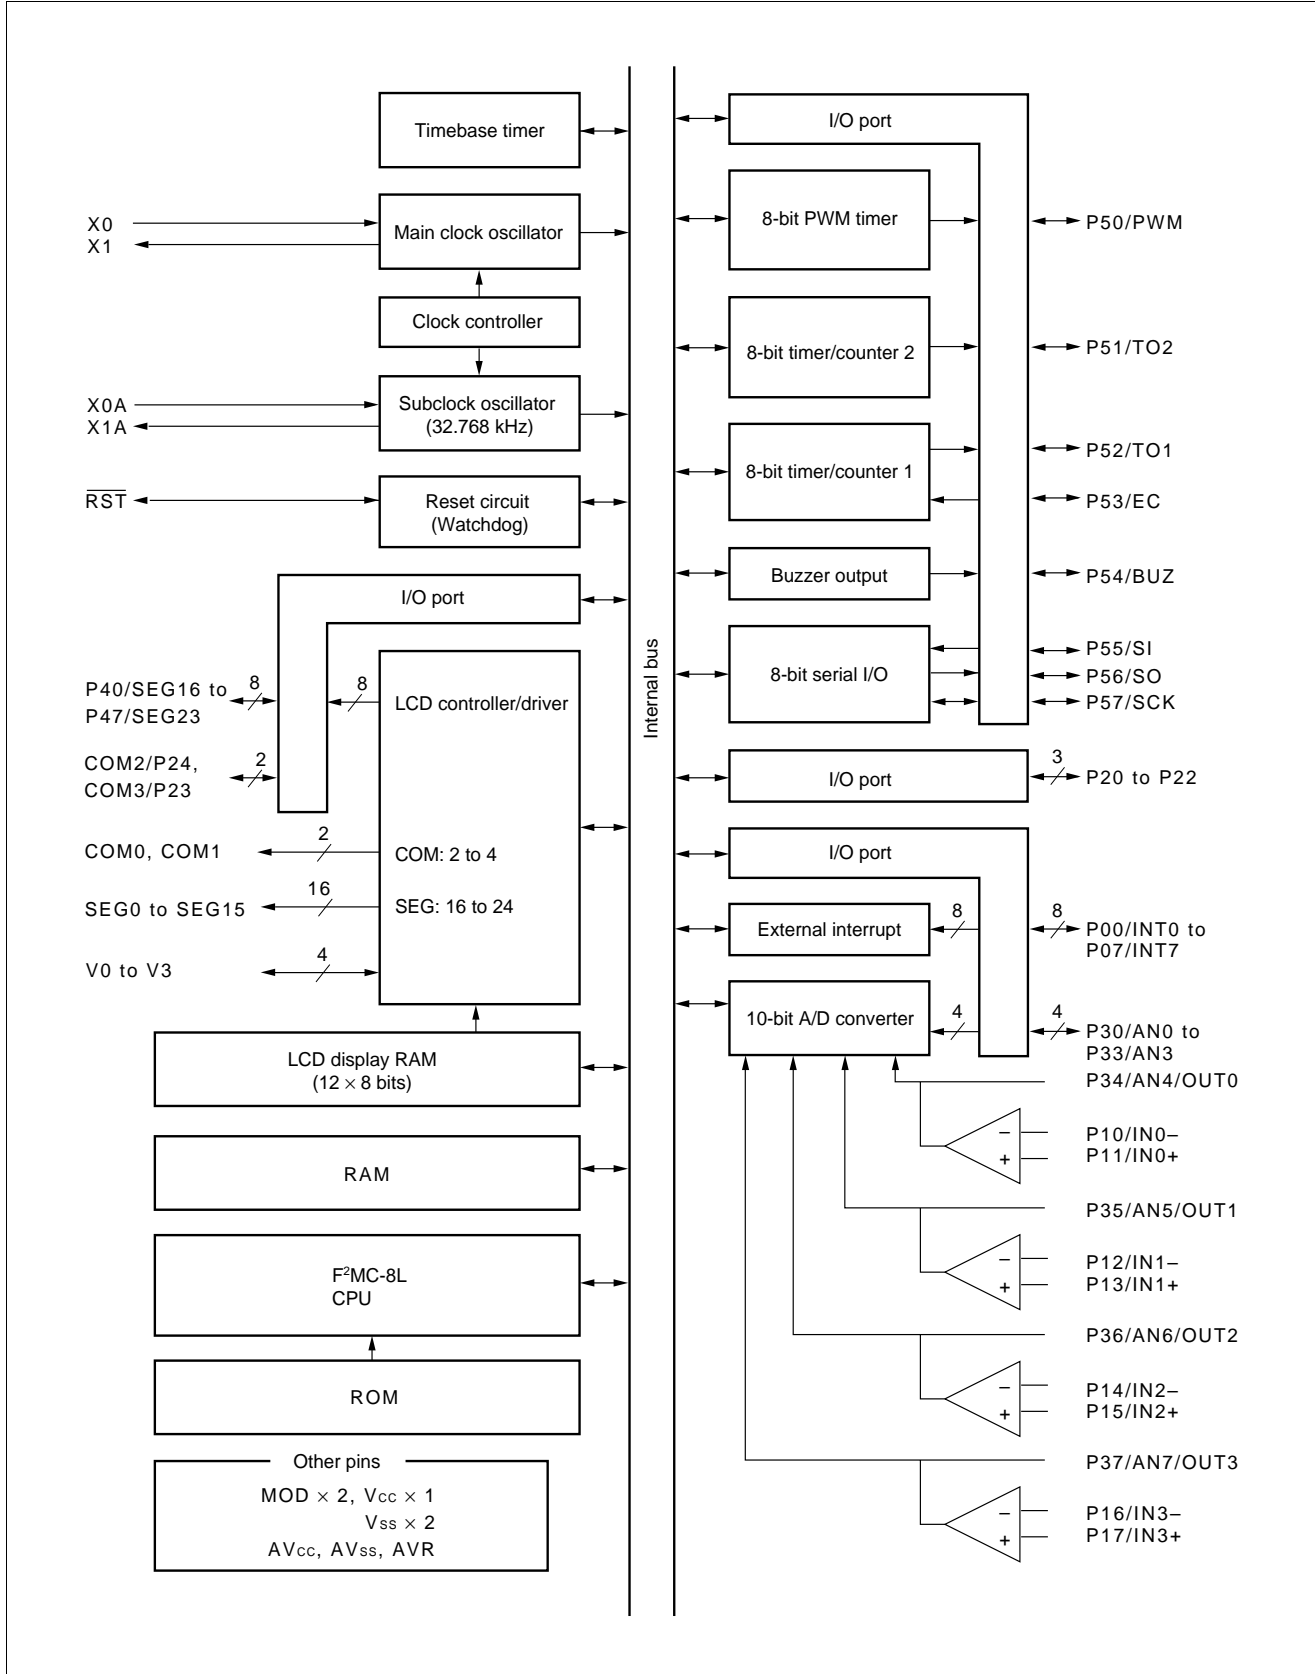 Timebase timer
X0
X1
Main clock oscillator
Clock controller
X0A
X1A
Subclock oscillator
(32.768 kHz)
RST
Reset circuit
(Watchdog)
I/O port
P40/SEG16 to
P47/SEG23
8
8
LCD controller/driver
COM2/P24,
COM3/P23
2
COM0, COM1
2
COM: 2 to 4
SEG0 to SEG15
16
SEG: 16 to 24
V0 to V3
4
LCD display RAM
(12 × 8 bits)
RAM
F²MC-8L
CPU
ROM
Other pins
MOD × 2, Vcc × 1
Vss × 2
AVcc, AVss, AVR
Internal bus
I/O port
8-bit PWM timer
P50/PWM
8-bit timer/counter 2
P51/TO2
8-bit timer/counter 1
P52/TO1
P53/EC
Buzzer output
P54/BUZ
8-bit serial I/O
P55/SI
P56/SO
P57/SCK
I/O port
3
P20 to P22
I/O port
External interrupt
8
8
P00/INT0 to
P07/INT7
10-bit A/D converter
4
4
P30/AN0 to
P33/AN3
P34/AN4/OUT0
–
+
P10/IN0–
P11/IN0+
P35/AN5/OUT1
–
+
P12/IN1–
P13/IN1+
P36/AN6/OUT2
–
+
P14/IN2–
P15/IN2+
P37/AN7/OUT3
–
+
P16/IN3–
P17/IN3+